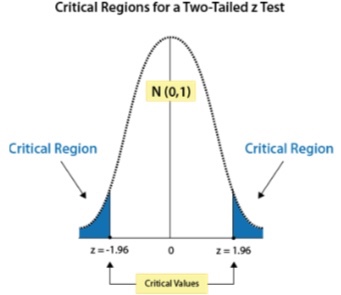 Critical Regions for a Two-Tailed z Test
N (0,1)
Critical Region
Critical Region
z = -1.96
0
z = 1.96
Critical Values